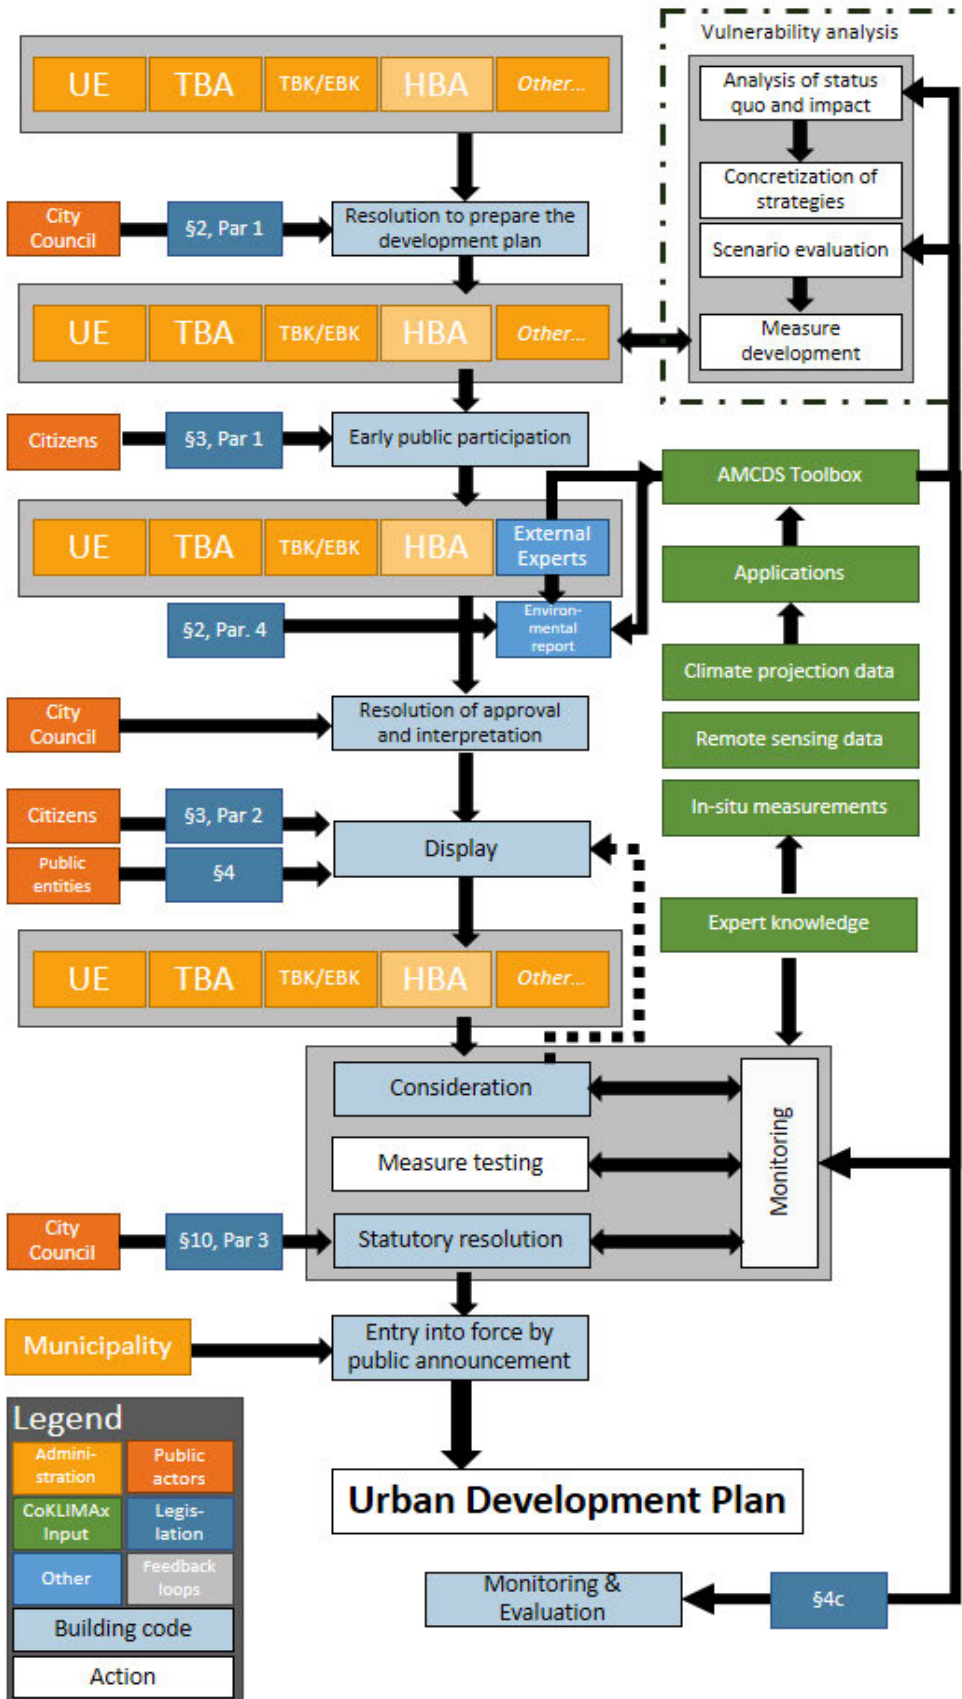 Vulnerability analysis
UE TBA TBK/EBK HBA Other...
Analysis of status
quo and impact
Concretization of
strategies
Scenario evaluation
Measure
development
City
Council
§2, Par 1
Resolution to prepare the
development plan
UE TBA TBK/EBK HBA Other...
Citizens
§3, Par 1
Early public participation
AMCDS Toolbox
UE TBA TBK/EBK HBA
External
Experts
Applications
§2, Par. 4
Environ-
mental
report
Climate projection data
City
Council
Resolution of approval
and interpretation
Remote sensing data
Citizens
§3, Par 2
In-situ measurements
Display
Public
entities
§4
Expert knowledge
UE TBA TBK/EBK HBA Other...
Consideration
Measure testing
Monitoring
City
Council
§10, Par 3
Statutory resolution
Municipality
Entry into force by
public announcement
Legend
Admini-
stration
Public
actors
CoKLIMAx
Input
Legis-
lation
Other
Feedback
loops
Building code
Action
Urban Development Plan
Monitoring &
Evaluation
§4c